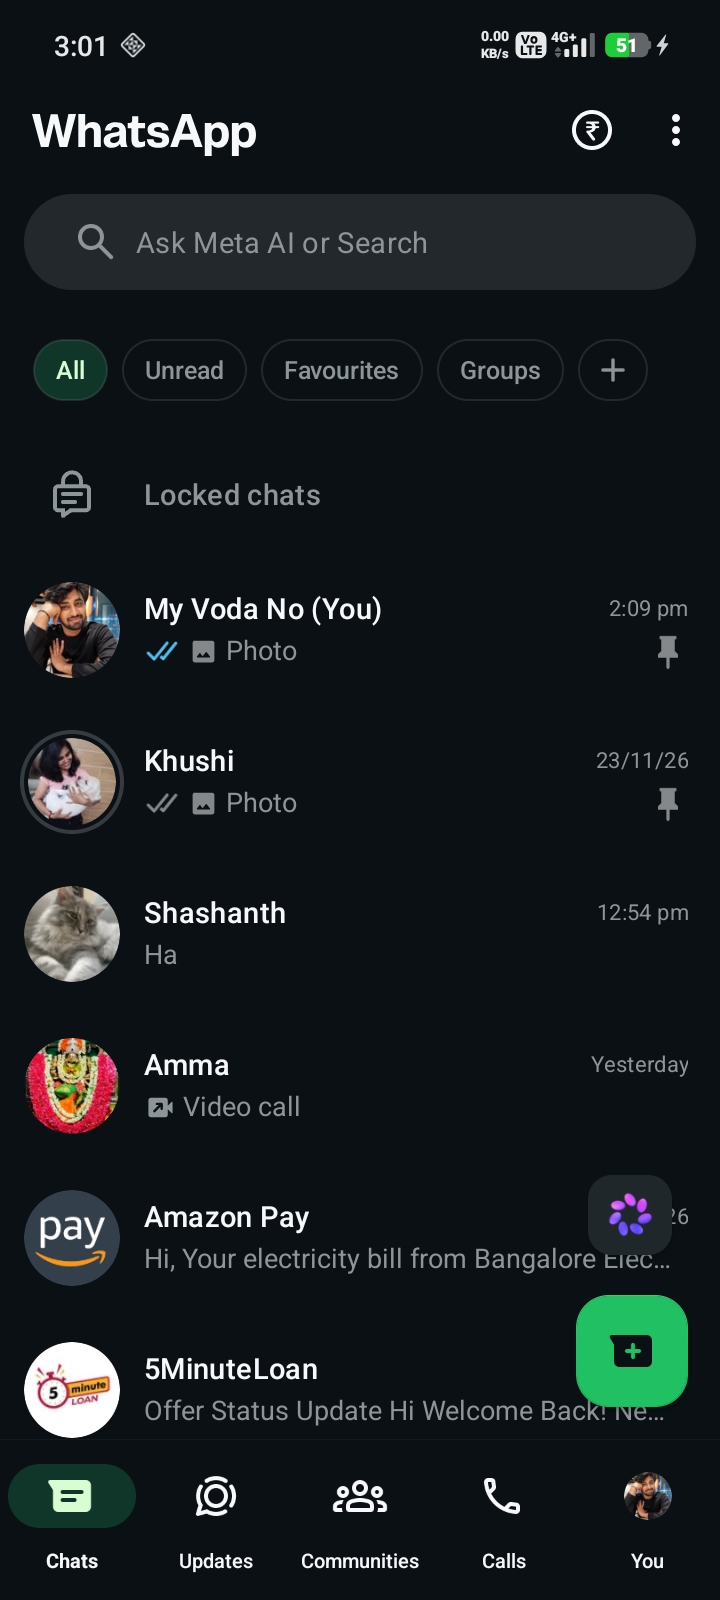 3:01
0.00 KB/s
Vo LTE
4G+
51
WhatsApp
₹
Ask Meta AI or Search
All
Unread
Favourites
Groups
Locked chats
My Voda No (You)
2:09 pm
Photo
Khushi
23/11/26
Photo
Shashanth
12:54 pm
Ha
Amma
Yesterday
Video call
pay
Amazon Pay
26
Hi, Your electricity bill from Bangalore Elec...
5 minute
LOAN
5MinuteLoan
Offer Status Update Hi Welcome Back! Ne...
Chats
Updates
Communities
Calls
You